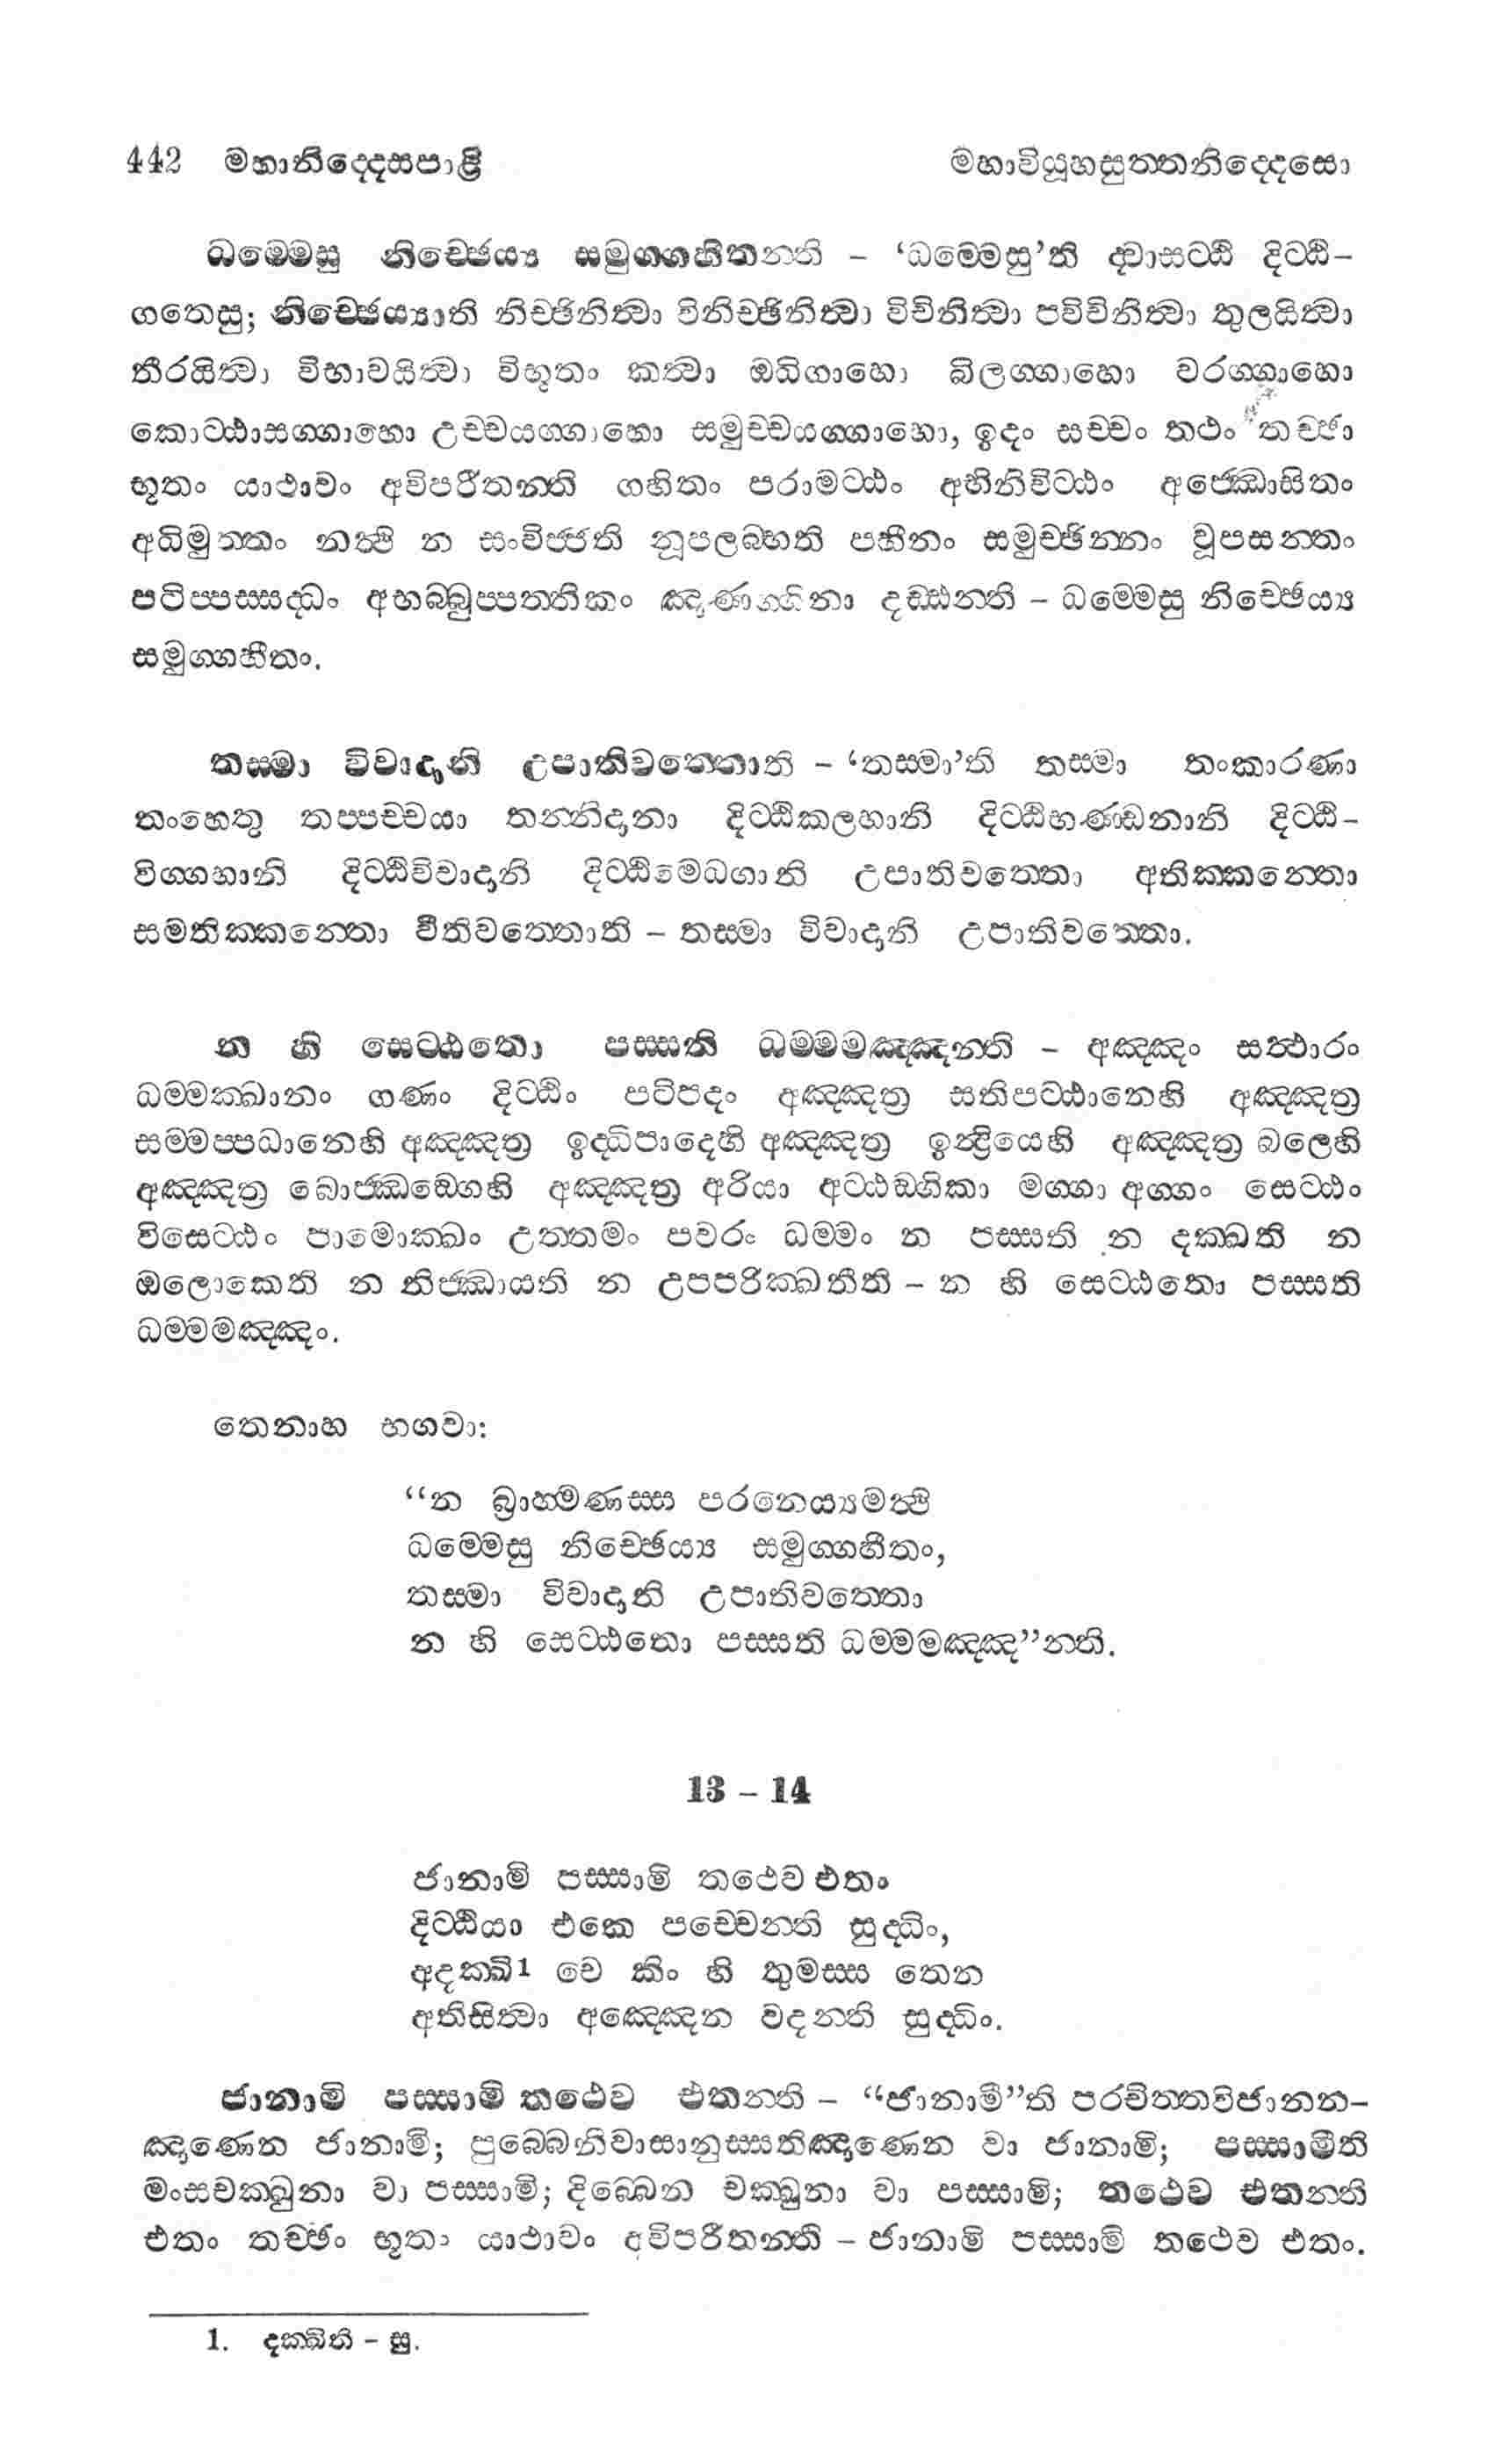 442 මහානිද්දෙසපාළි මහාවියූහසුත්තනිද්දෙසො
ධම්මෙසු නිච්ඡෙය්‍ය සමුග්ගහීතන්ති – ‘ධම්මෙසු’ති ද්වාසට්ඨි දිට්ඨි–
ගතෙසු; නිච්ඡෙය්‍යාති නිච්ඡිනිත්වා විනිච්ඡිනිත්වා විචිනිත්වා පවිචිනිත්වා තුලයිත්වා
තීරයිත්වා විභාවයිත්වා විභූතං කත්වා ඔධිගාහො බිලග්ගාහො වරග්ගාහො
කොට්ඨාසග්ගාහො උච්චයග්ගාහො සමුච්චයග්ගාහො, ඉදං සච්චං තථං තච්ඡං
භූතං යාථාවං අවිපරීතන්ති ගහිතං පරාමට්ඨං අභිනිවිට්ඨං අජ්ඣොසිතං
අධිමුත්තං නත්ථි න සංවිජ්ජති නූපලබ්භති පහීනං සමුච්ඡින්නං වූපසන්තං
පටිප්පස්සද්ධං අභබ්බුප්පත්තිකං ඤාණග්ගිනා දඩ්ඪන්ති – ධම්මෙසු නිච්ඡෙය්‍ය
සමුග්ගහීතං.
තස්මා විවාදානි උපාතිවත්තොති – ‘තස්මා’ති තස්මා තංකාරණා
තංහෙතු තප්පච්චයා තන්නිදානා දිට්ඨිකලහානි දිට්ඨිභණ්ඩනානි දිට්ඨි–
විග්ගහානි දිට්ඨිවිවාදානි දිට්ඨිමෙධගානි උපාතිවත්තො අතික්කන්තො
සමතික්කන්තො වීතිවත්තොති – තස්මා විවාදානි උපාතිවත්තො.
න හි සෙට්ඨතො පස්සති ධම්මමඤ්ඤන්ති – අඤ්ඤං සත්ථාරං
ධම්මක්ඛානං ගණං දිට්ඨිං පටිපදං අඤ්ඤත්‍ර සතිපට්ඨානෙහි අඤ්ඤත්‍ර
සම්මප්පධානෙහි අඤ්ඤත්‍ර ඉද්ධිපාදෙහි අඤ්ඤත්‍ර ඉන්ද්‍රියෙහි අඤ්ඤත්‍ර බලෙහි
අඤ්ඤත්‍ර බොජ්ඣඞ්ගෙහි අඤ්ඤත්‍ර අරියා අට්ඨඞ්ගිකා මග්ගා අග්ගං සෙට්ඨං
විසෙට්ඨං පාමොක්ඛං උත්තමං පවරං ධම්මං න පස්සති න දක්ඛති න
ඔලොකෙති න නිජ්ඣායති න උපපරික්ඛතීති – න හි සෙට්ඨතො පස්සති
ධම්මමඤ්ඤං.
තෙනාහ භගවා:
“න බ්‍රාහ්මණස්ස පරනෙය්‍යමත්ථි
ධම්මෙසු නිච්ඡෙය්‍ය සමුග්ගහීතං,
තස්මා විවාදානි උපාතිවත්තො
න හි සෙට්ඨතො පස්සති ධම්මමඤ්ඤ”න්ති.
13 – 14
ජානාමි පස්සාමි තථෙව එතං
දිට්ඨියා එකෙ පච්චෙන්ති සුද්ධිං,
අදක්ඛි1 චෙ කිං හි තුමස්ස තෙන
අතිසිත්වා අඤ්ඤෙන වදන්ති සුද්ධිං.
ජානාමි පස්සාමි තථෙව එතන්ති – “ජානාමී”ති පරචිත්තවිජානන–
ඤාණෙන ජානාමි; පුබ්බෙනිවාසානුස්සතිඤාණෙන වා ජානාමි; පස්සාමීති
මංසචක්ඛුනා වා පස්සාමි; දිබ්බෙන චක්ඛුනා වා පස්සාමි; තථෙව එතන්ති
එතං තච්ඡං භූතං යාථාවං අවිපරීතන්ති – ජානාමි පස්සාමි තථෙව එතං.
1. දක්ඛිති – සු.